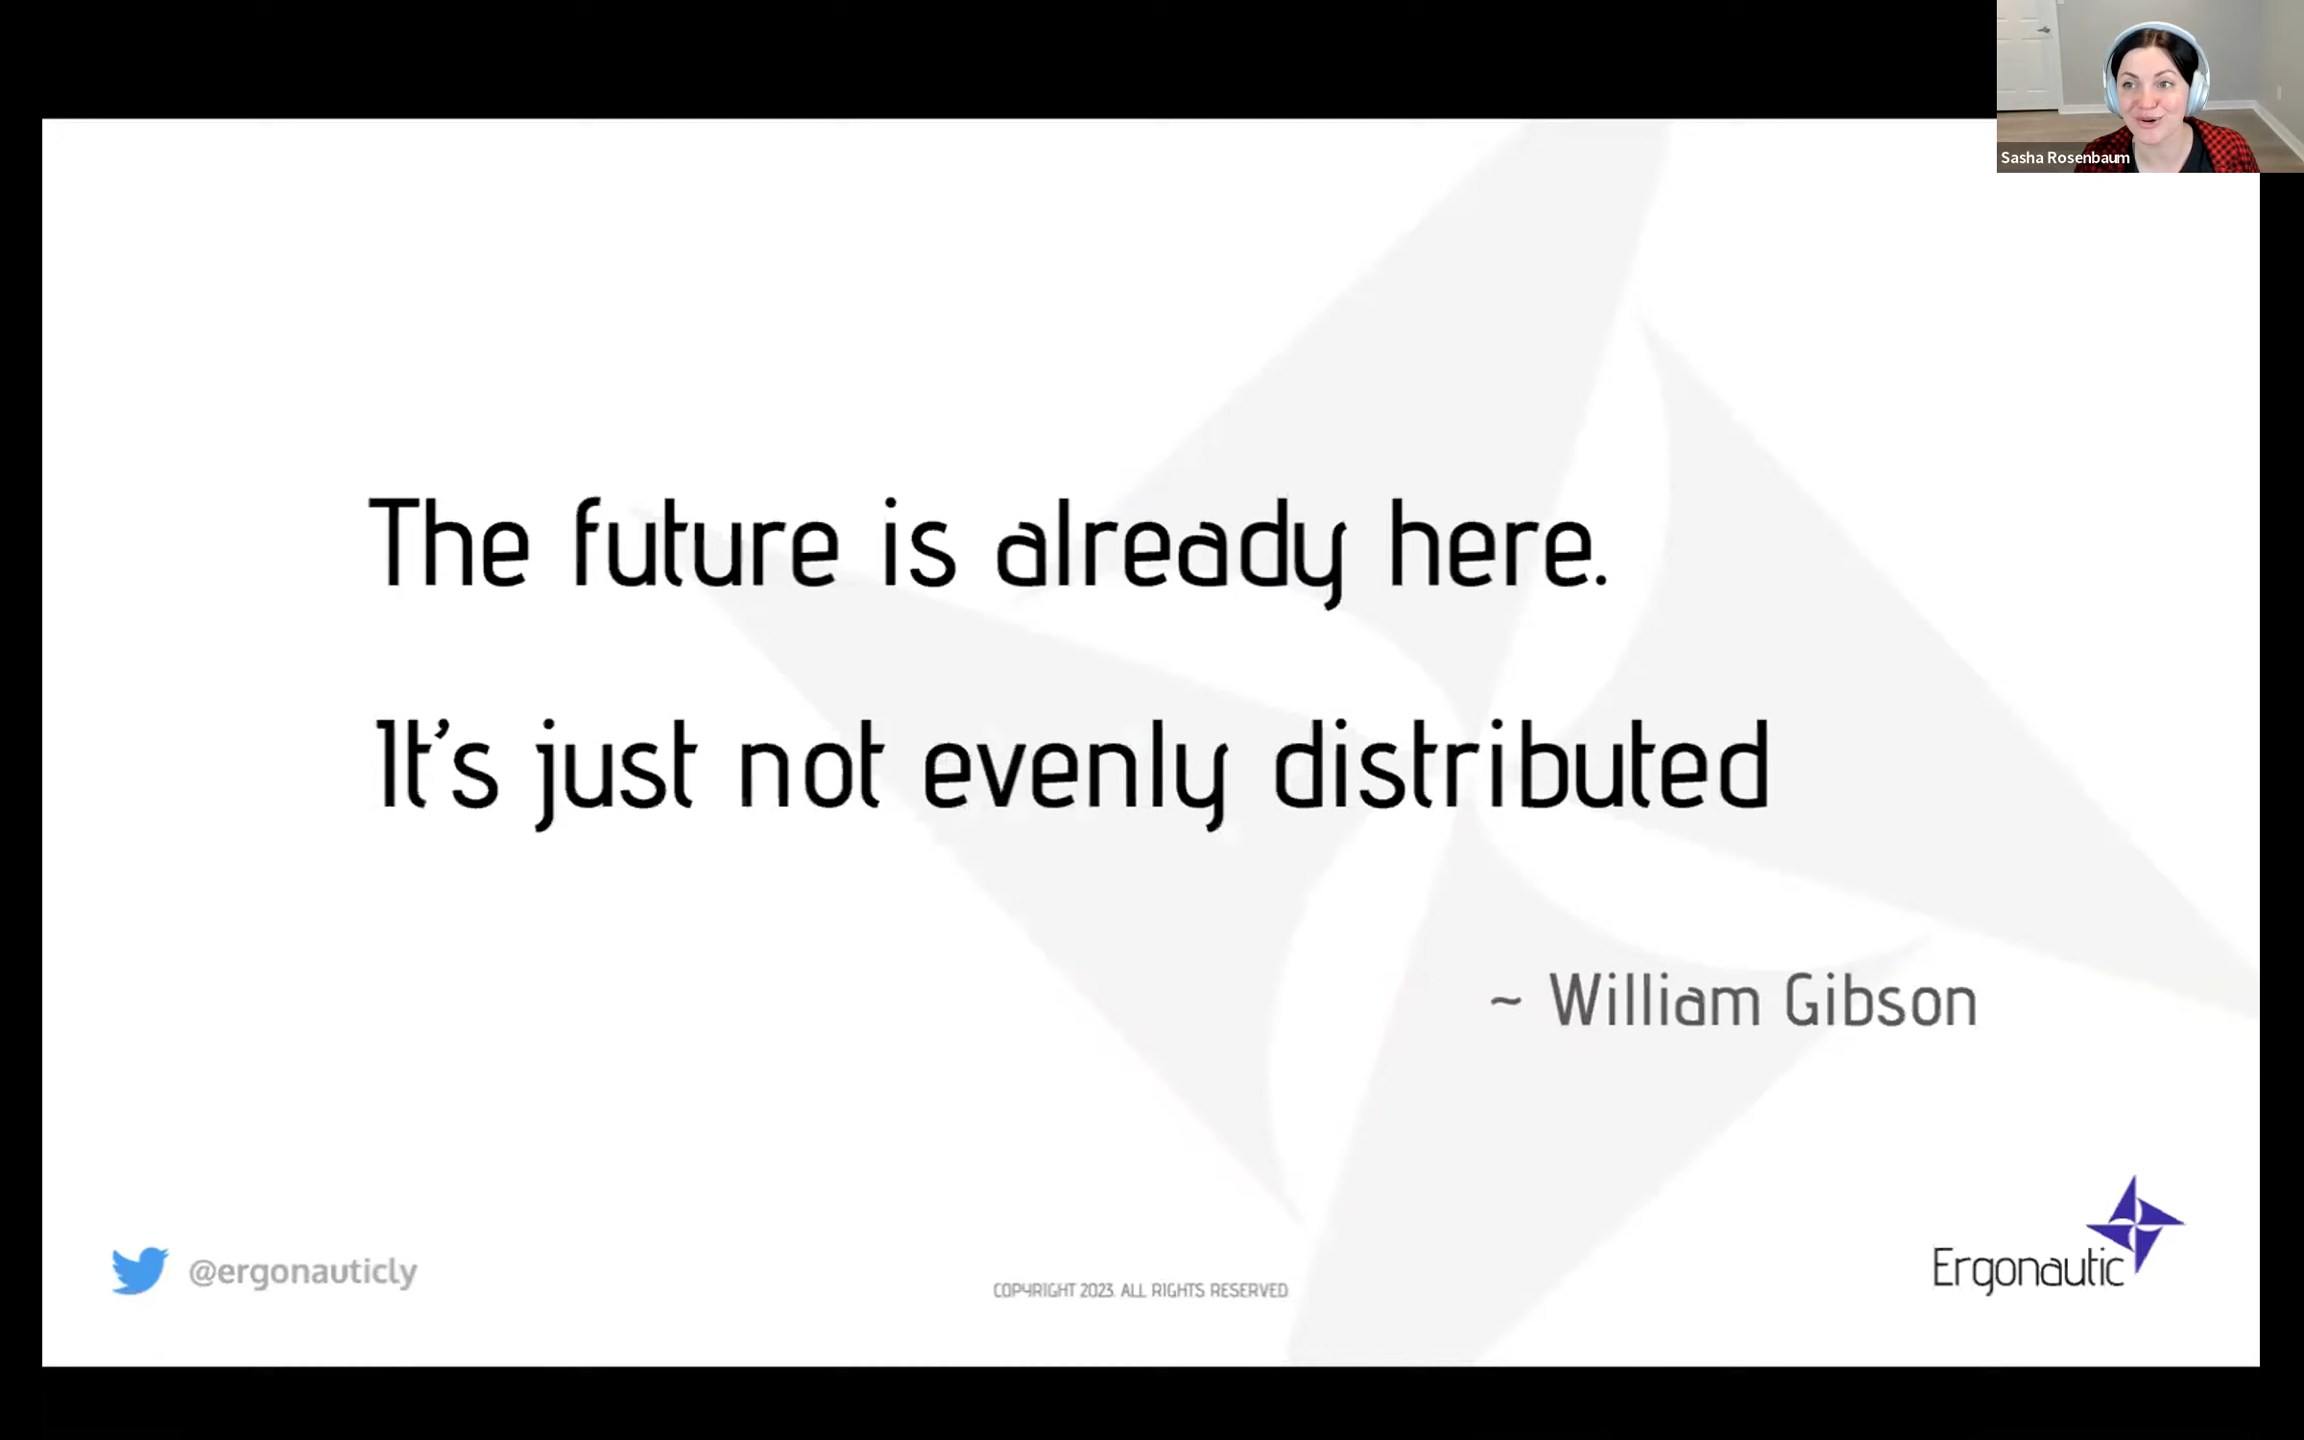 Sasha Rosenbaum
The future is already here.
It’s just not evenly distributed
~ William Gibson
@ergonauticly
COPYRIGHT 2023. ALL RIGHTS RESERVED
Ergonautic